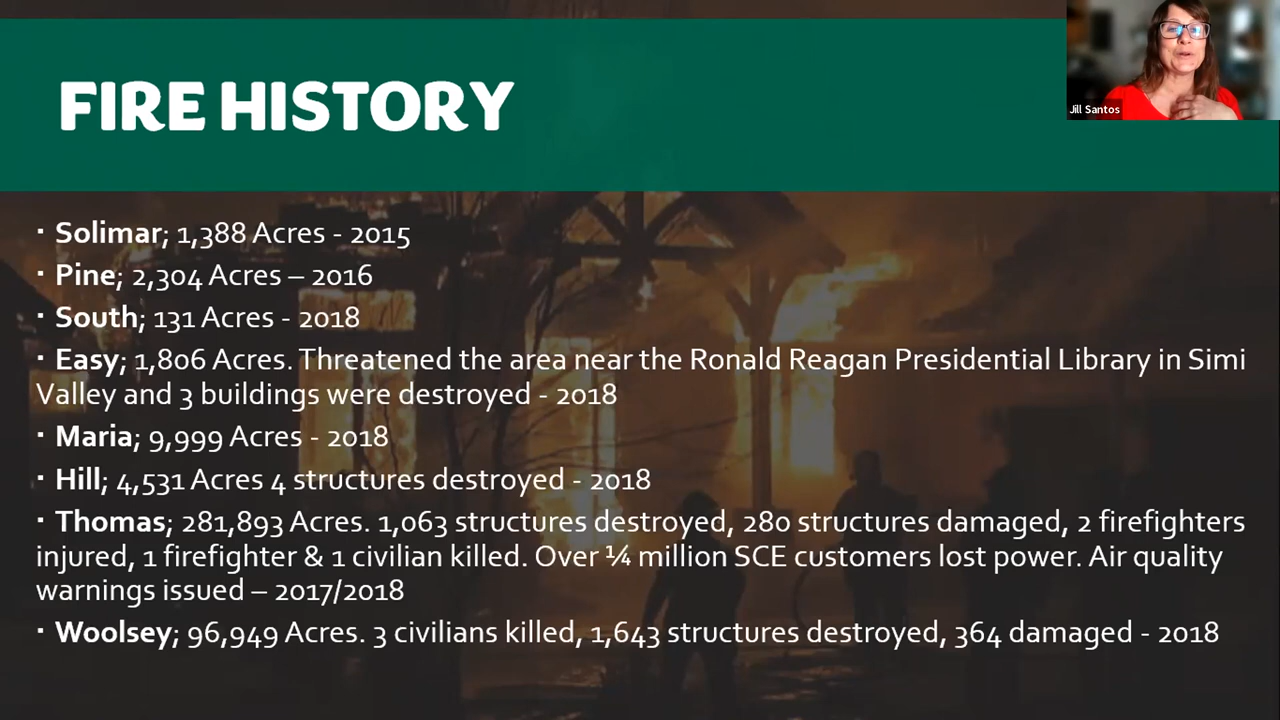 FIRE HISTORY
Jill Santos
▪ Solimar; 1,388 Acres - 2015
▪ Pine; 2,304 Acres – 2016
▪ South; 131 Acres - 2018
▪ Easy; 1,806 Acres. Threatened the area near the Ronald Reagan Presidential Library in Simi
Valley and 3 buildings were destroyed - 2018
▪ Maria; 9,999 Acres - 2018
▪ Hill; 4,531 Acres 4 structures destroyed - 2018
▪ Thomas; 281,893 Acres. 1,063 structures destroyed, 280 structures damaged, 2 firefighters
injured, 1 firefighter & 1 civilian killed. Over ¼ million SCE customers lost power. Air quality
warnings issued – 2017/2018
▪ Woolsey; 96,949 Acres. 3 civilians killed, 1,643 structures destroyed, 364 damaged - 2018